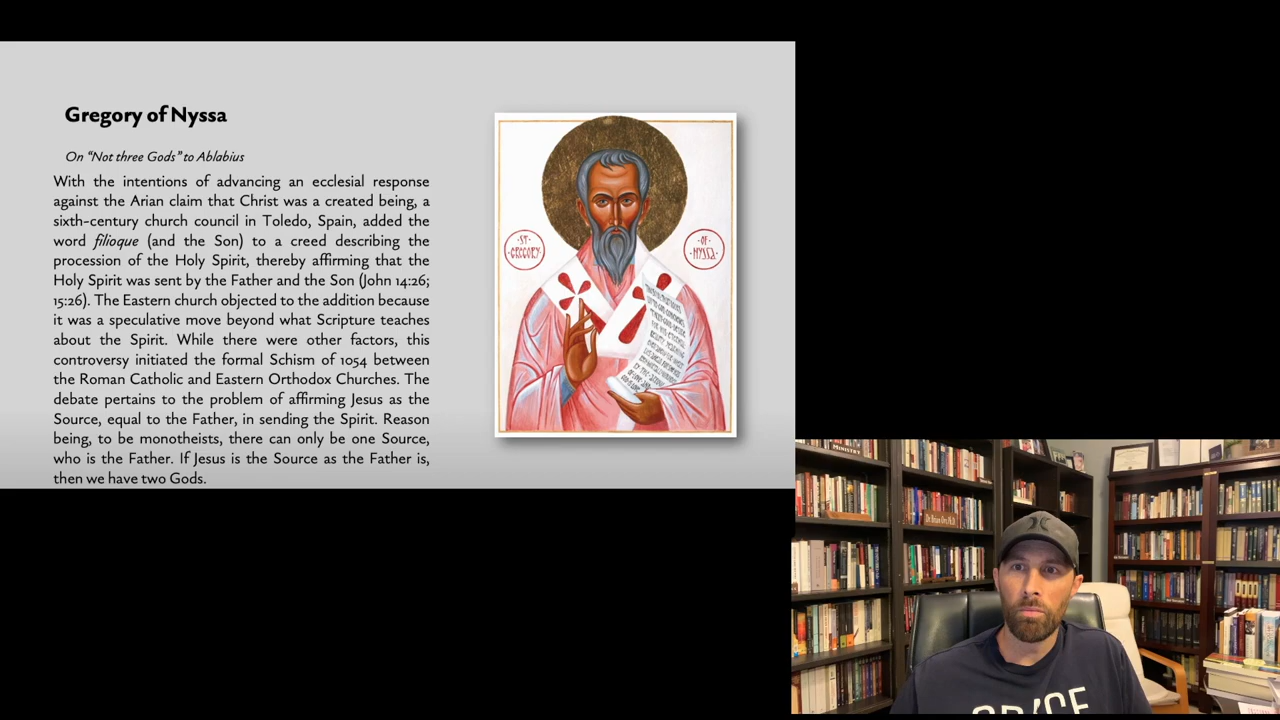 Gregory of Nyssa
On “Not three Gods” to Ablabius
With the intentions of advancing an ecclesial response
against the Arian claim that Christ was a created being, a
sixth-century church council in Toledo, Spain, added the
word filioque (and the Son) to a creed describing the
procession of the Holy Spirit, thereby affirming that the
Holy Spirit was sent by the Father and the Son (John 14:26;
15:26). The Eastern church objected to the addition because
it was a speculative move beyond what Scripture teaches
about the Spirit. While there were other factors, this
controversy initiated the formal Schism of 1054 between
the Roman Catholic and Eastern Orthodox Churches. The
debate pertains to the problem of affirming Jesus as the
Source, equal to the Father, in sending the Spirit. Reason
being, to be monotheists, there can only be one Source,
who is the Father. If Jesus is the Source as the Father is,
then we have two Gods.
·ST·
GREGORY·
·OF·
NYSSA·
MINISTRY